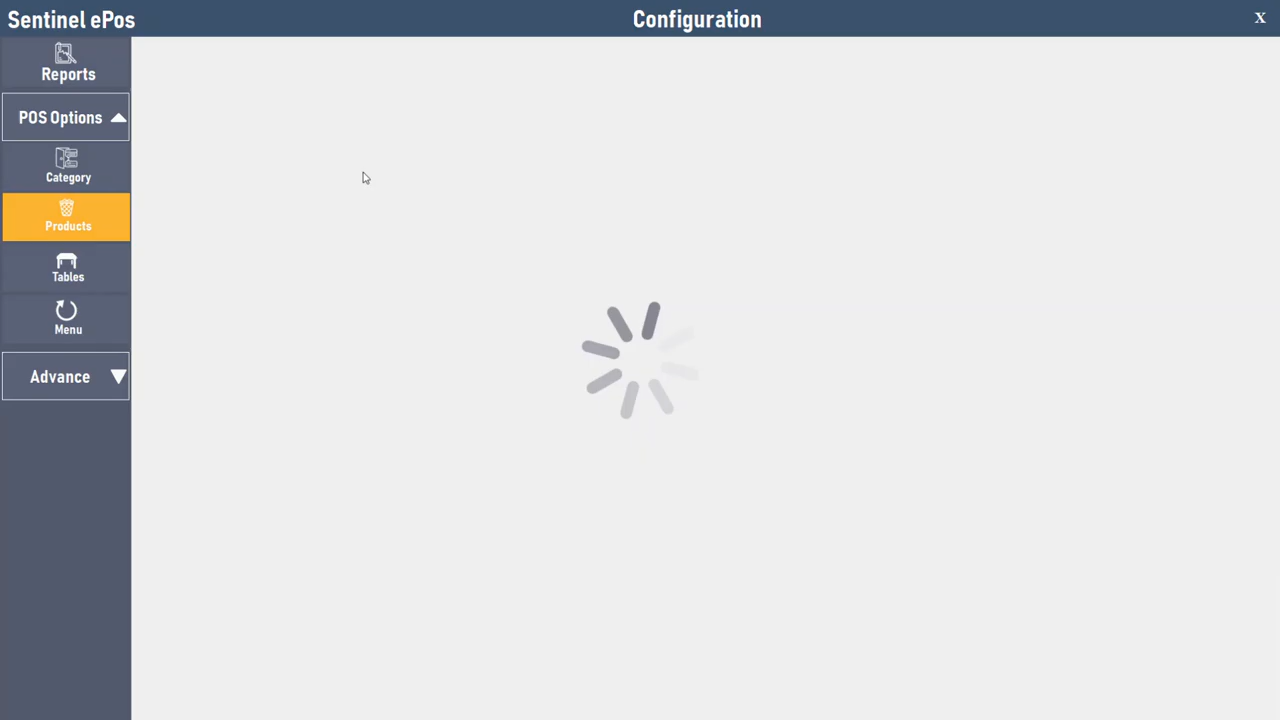 Sentinel ePos
Configuration
X
Reports
POS Options
Category
Products
Tables
Menu
Advance